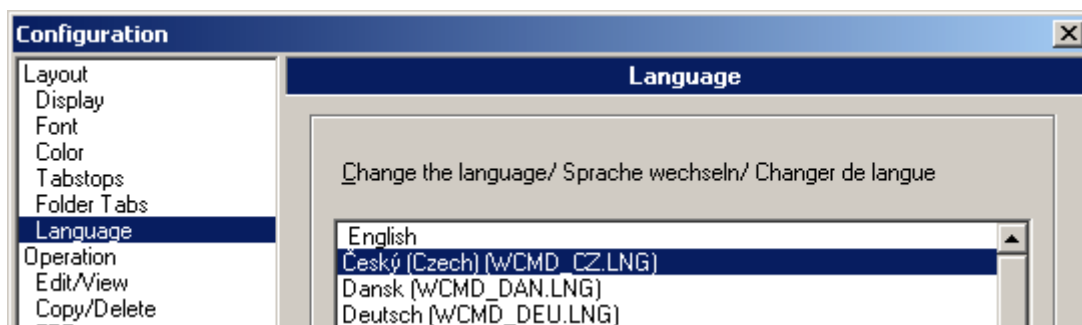 Configuration
Layout
Display
Font
Color
Tabstops
Folder Tabs
Language
Operation
Edit/View
Copy/Delete
Language
Change the language/ Sprache wechseln/ Changer de langue
English
Český (Czech) (WCMD_CZ.LNG)
Dansk (WCMD_DAN.LNG)
Deutsch (WCMD_DEU.LNG)